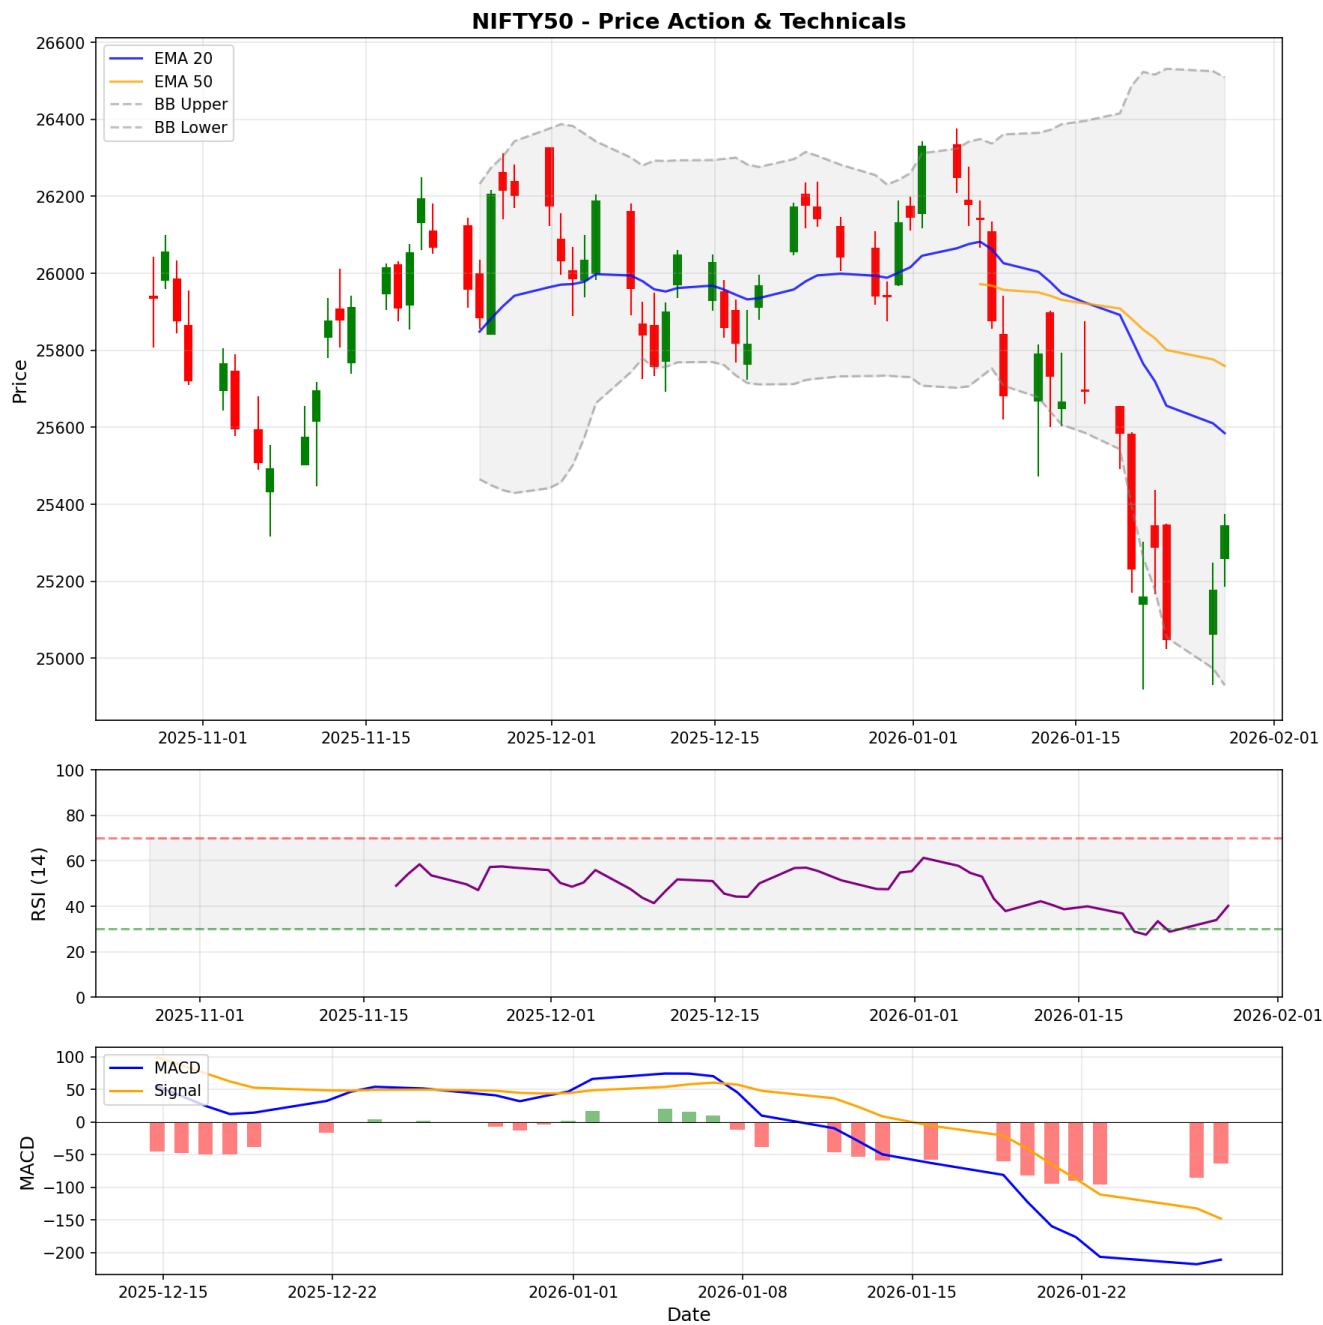 NIFTY50 - Price Action & Technicals
EMA 20
EMA 50
BB Upper
BB Lower
Price
26600
26400
26200
26000
25800
25600
25400
25200
25000
2025-11-01 2025-11-15 2025-12-01 2025-12-15 2026-01-01 2026-01-15 2026-02-01
RSI (14)
100
80
60
40
20
0
2025-11-01 2025-11-15 2025-12-01 2025-12-15 2026-01-01 2026-01-15 2026-02-01
MACD
Signal
MACD
100
50
0
−50
−100
−150
−200
2025-12-15 2025-12-22 2026-01-01 2026-01-08 2026-01-15 2026-01-22
Date